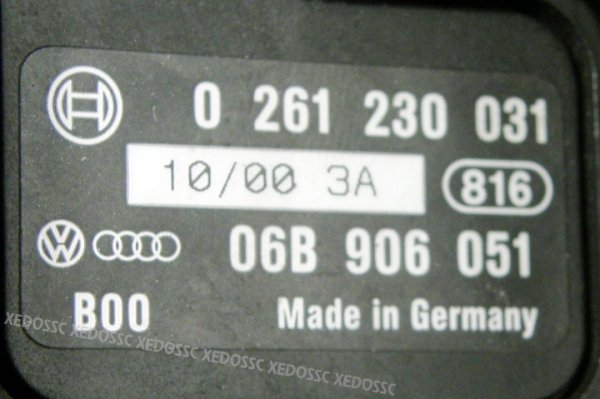 0 261 230 031
10/00 3A
816
06B 906 051
B00
Made in Germany
XEDOSSC XEDOSSC XEDOSSC XEDOSSC XEDOSSC XEDOSSC